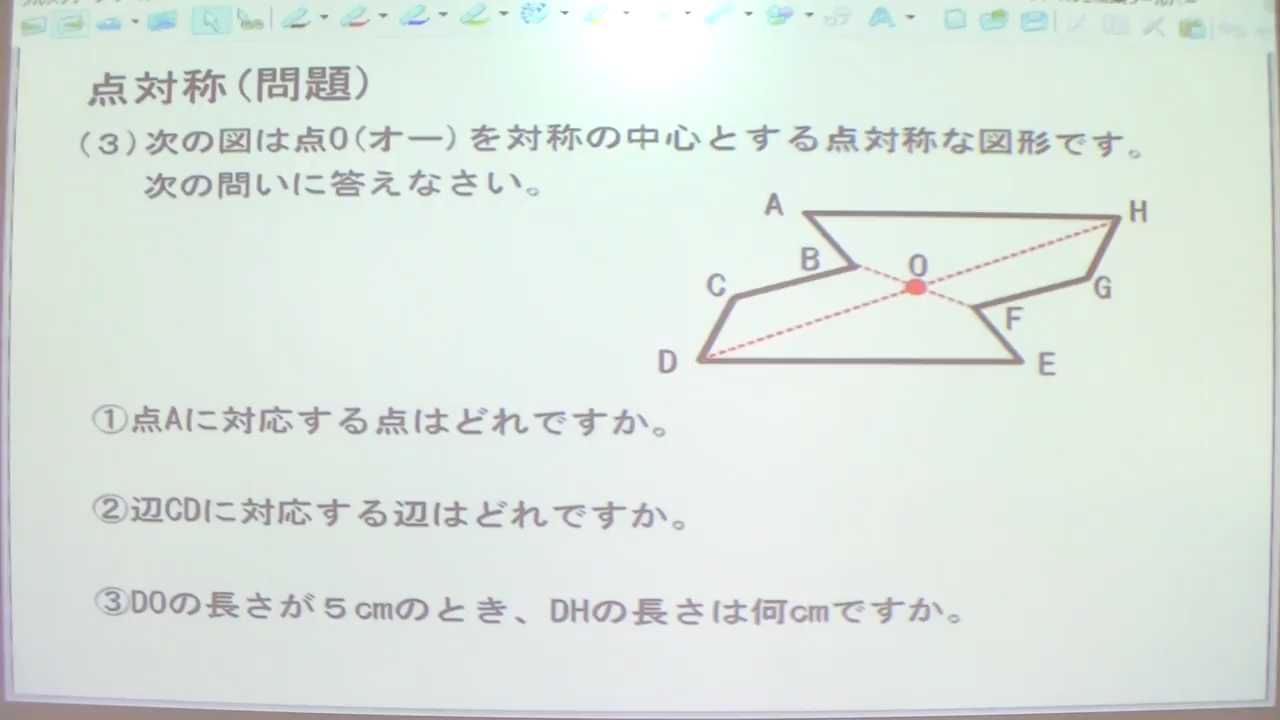 点対称(問題)
(3)次の図は点O(オー)を対称の中心とする点対称な図形です。
次の問いに答えなさい。
A
H
B
O
C
G
F
D
E
①点Aに対応する点はどれですか。
②辺CDに対応する辺はどれですか。
③DOの長さが5cmのとき、DHの長さは何cmですか。